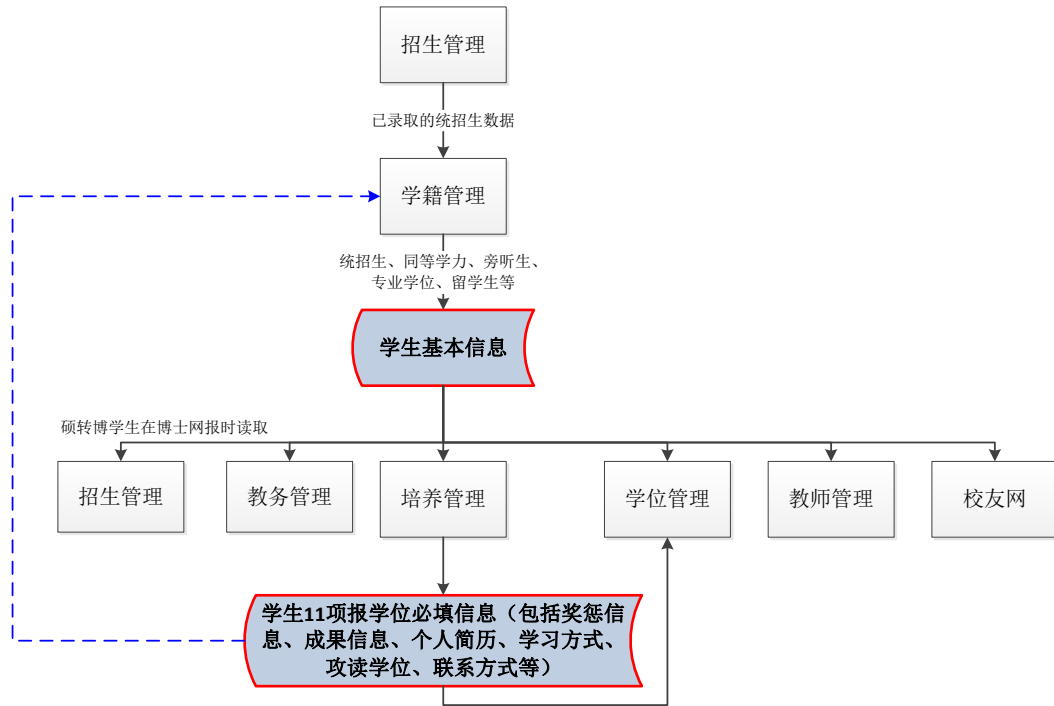 招生管理
已录取的统招生数据
学籍管理
统招生、同等学力、旁听生、
专业学位、留学生等
学生基本信息
硕转博学生在博士网报时读取
招生管理
教务管理
培养管理
学位管理
教师管理
校友网
学生11项报学位必填信息（包括奖惩信
息、成果信息、个人简历、学习方式、
攻读学位、联系方式等）